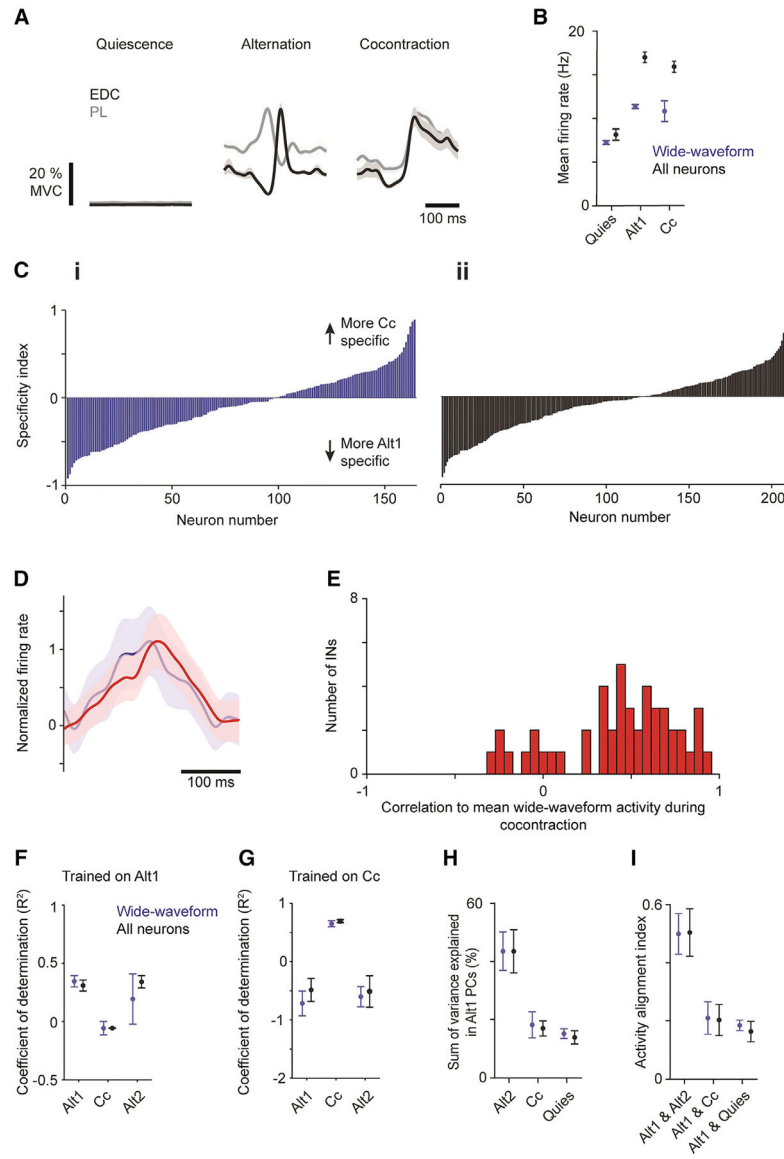 A
Quiescence
Alternation
Cocontraction
EDC
PL
20 %
MVC
100 ms
B
20
0
Mean firing rate (Hz)
Wide-waveform
All neurons
Quies
Alt1
Cc
C
i
1
0
-1
Specificity index
More Cc
specific
More Alt1
specific
0
50
100
150
Neuron number
ii
0
50
100
150
200
Neuron number
D
Normalized firing rate
1
0
100 ms
E
8
0
Number of INs
-1
0
1
Correlation to mean wide-waveform activity during
cocontraction
F
Trained on Alt1
Wide-waveform
All neurons
Coefficient of determination (R²)
1
0.5
0
-0.5
Alt1
Cc
Alt2
G
Trained on Cc
Coefficient of determination (R²)
1
0
-1
-2
Alt1
Cc
Alt2
H
Sum of variance explained
in Alt1 PCs (%)
60
0
Alt2
Cc
Quies
I
Activity alignment index
0.6
0
Alt1 & Alt2
Alt1 & Cc
Alt1 & Quies